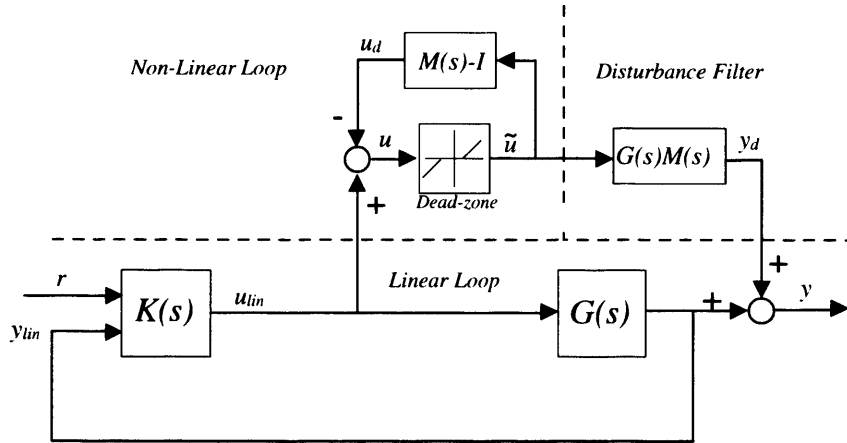 Non-Linear Loop
u_d
M(s)-I
Disturbance Filter
-
u
ũ
G(s)M(s)
y_d
Dead-zone
+
+
r
K(s)
u_lin
Linear Loop
G(s)
+
y
y_lin